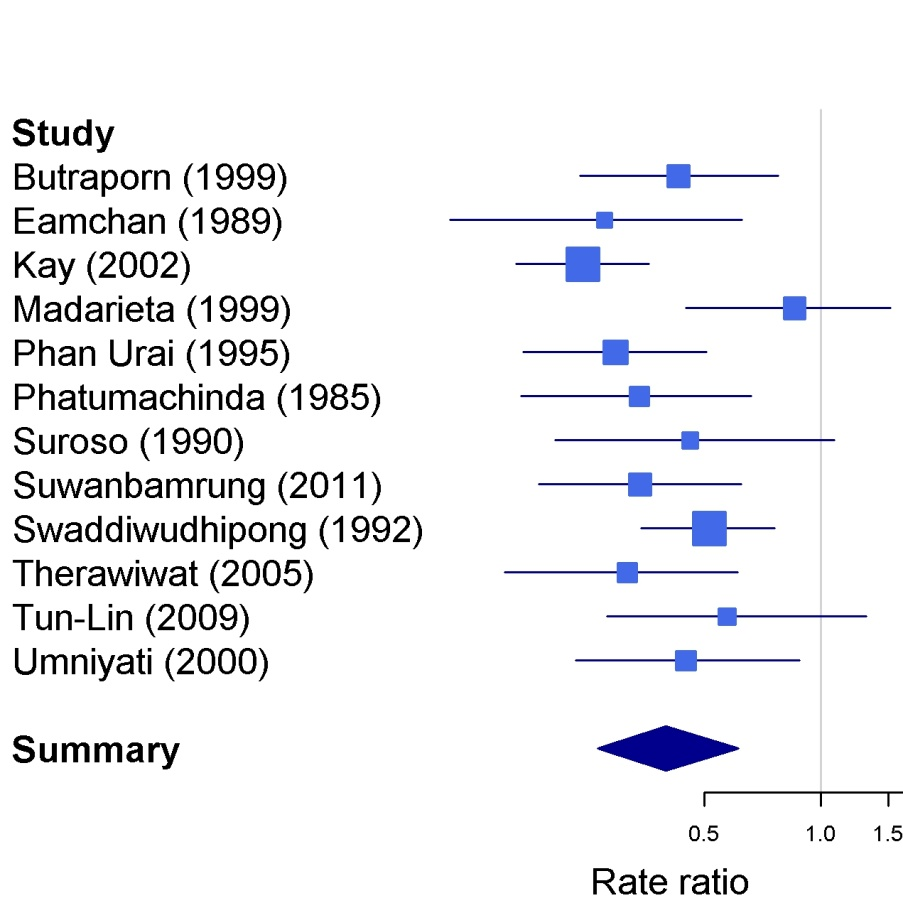 Study
Butraporn (1999)
Eamchan (1989)
Kay (2002)
Madarieta (1999)
Phan Urai (1995)
Phatumachinda (1985)
Suroso (1990)
Suwanbamrung (2011)
Swaddiwudhipong (1992)
Therawiwat (2005)
Tun-Lin (2009)
Umniyati (2000)
Summary
0.5 1.0 1.5
Rate ratio